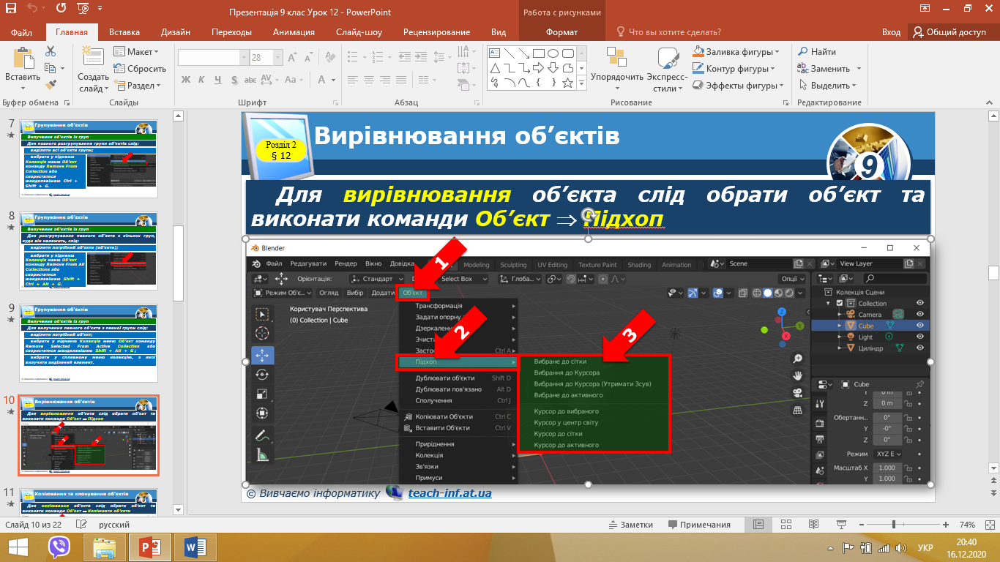 Презентація 9 клас Урок 12 - PowerPoint
Работа с рисунками
Файл
Главная
Вставка
Дизайн
Переходы
Анимация
Слайд-шоу
Рецензирование
Вид
Формат
Что вы хотите сделать?
Вход
Общий доступ
Вставить
Буфер обмена
Создать слайд
Макет
Сбросить
Раздел
Слайды
28
Ж К Ч S abc AV Aa A
Шрифт
Абзац
Упорядочить
Экспресс-стили
Заливка фигуры
Контур фигуры
Эффекты фигуры
Рисование
Найти
Заменить
Выделить
Редактирование
7
Групування об'єктів
Вилучення об'єктів із груп
Для повного розгрупування групи об'єктів слід:
виділити всі об'єкти групи;
вибрати у підменю
Колекція меню Об'єкт
команду Remove From
Collection або
скористатися
швидклавішею Ctrl +
Shift + G.
8
Групування об'єктів
Вилучення об'єктів із груп
Для розгрупування певного об'єкта з кількох груп,
куди він належить, слід:
виділити потрібний об'єкт (об'єкти);
вибрати у підменю
Колекція меню Об'єкт
команду Remove From All
Collections або
скористатися
швидклавішею Shift +
Ctrl + Alt + G.
9
Групування об'єктів
Вилучення об'єктів із груп
Для вилучення певного об'єкта з певної групи слід:
виділити потрібний об'єкт;
вибрати у підменю Колекція меню Об'єкт команду
Remove Selected From Active Collection або
скористатися швидклавішею Shift + Alt + G;
вибрати у спливному меню колекцію, з якої
вилучити виділений елемент.
10
Вирівнювання об'єктів
Для вирівнювання об'єкта слід обрати об'єкт та
виконати команди Об'єкт ⇒ Підхоп
11
Копіювання та клонування об'єктів
Для копіювання об'єкта слід обрати об'єкт та
виконати команди Об'єкт ⇒ Копіювати об'єкти
Розділ 2
§ 12
Вирівнювання об’єктів
9
Для вирівнювання об’єкта слід обрати об’єкт та
виконати команди Об’єкт ⇒ Підхоп
Blender
Файл Редагувати Рендер Вікно Довідка
Modeling Sculpting UV Editing Texture Paint Shading Animation
Scene
View Layer
Орієнтація:
Стандарт
Select Box
Глоба...
Опції
Режим Об'є...
Огляд
Вибір
Додати
Об'єкт
1
2
3
Користувач Перспектива
(0) Collection | Cube
Трансформація
Задати опорну
Дзеркален
Зчисти
Застос Ctrl A
Підхоп
Дублювати об'єкти Shift D
Дублювати пов'язано Alt D
Сполучення Ctrl J
Копіювати Об'єкти Ctrl C
Вставити Об'єкти Ctrl V
Приріднення
Колекція
Зв'язки
Примуси
Вибране до сітки
Вибрання до Курсора
Вибрання до Курсора (Утримати Зсув)
Вибране до активного
Курсор до вибраного
Курсор у центр світу
Курсор до сітки
Курсор до активного
Z
Y
X
Колекція Сцени
Collection
Camera
Cube
Light
Циліндр
Cube
Y 0 m
Z 0 m
Обертанн... 0°
Y -0°
Z 0°
Режим XYZ Е
Масштаб X 1.000
Y 1.000
© Вивчаємо інформатику teach-inf.at.ua
Слайд 10 из 22
русский
Заметки
Примечания
74%
УКР
20:40
16.12.2020